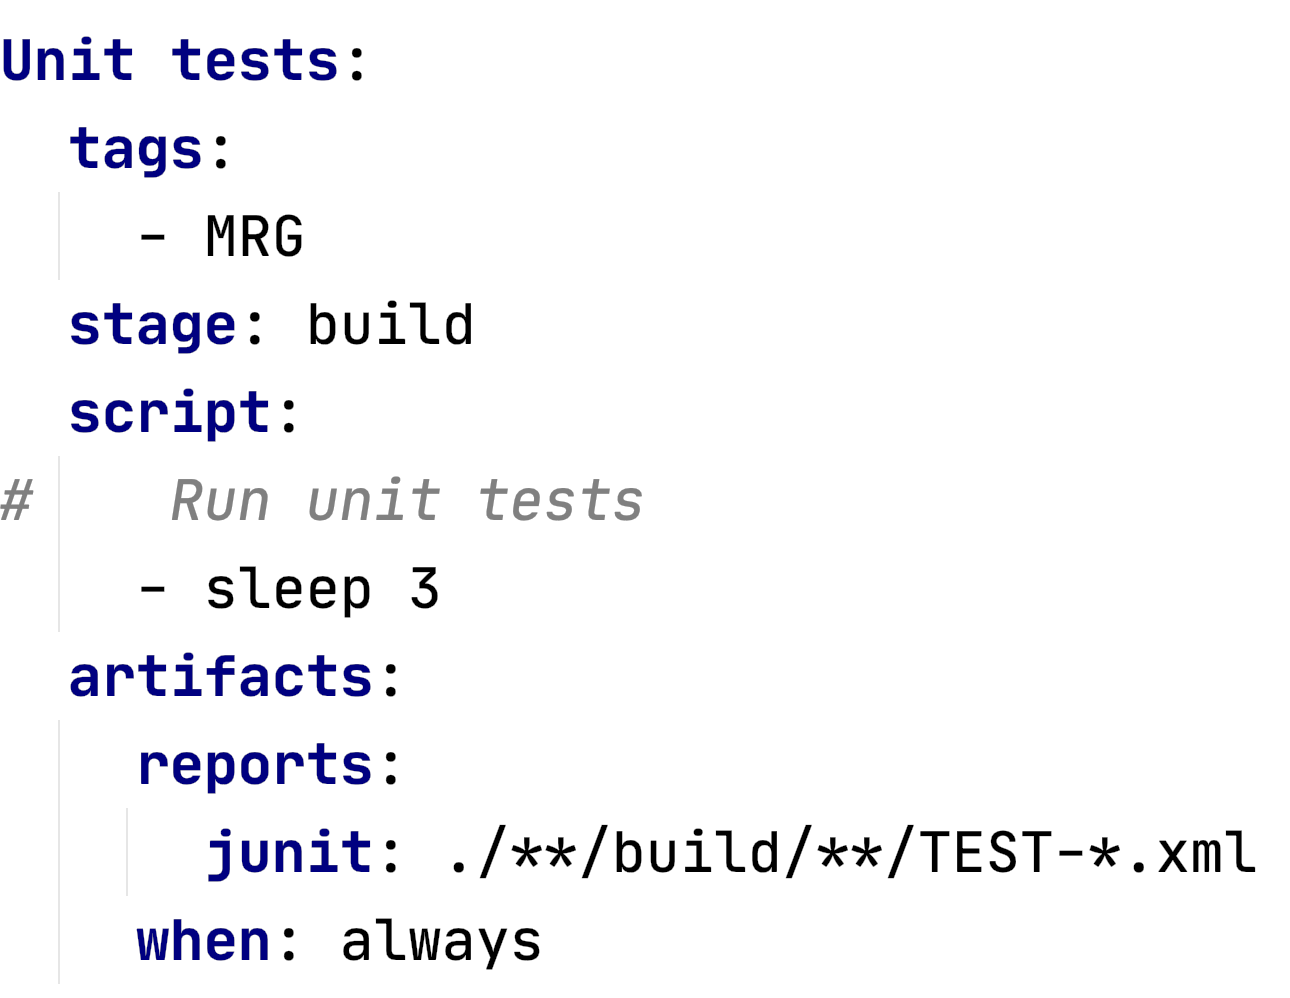 Unit tests:
  tags:
    - MRG
  stage: build
  script:
#    Run unit tests
    - sleep 3
  artifacts:
    reports:
      junit: ./**/build/**/TEST-*.xml
    when: always